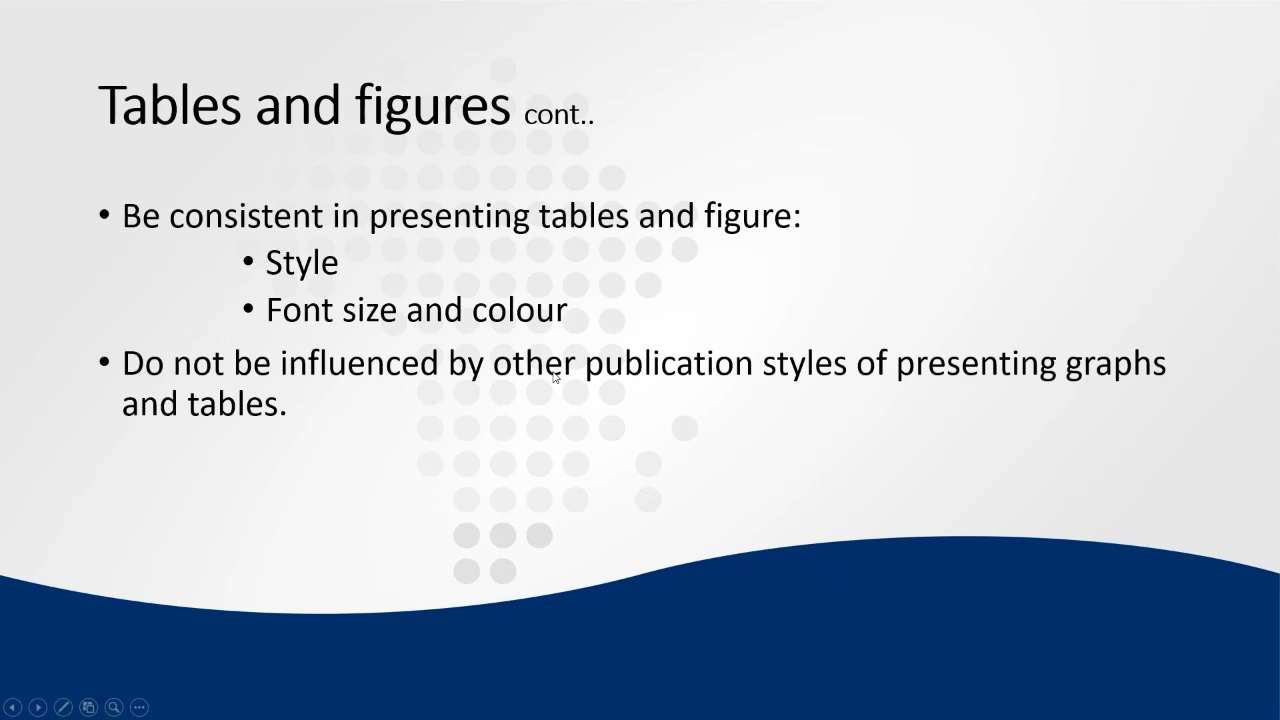 Tables and figures cont..
• Be consistent in presenting tables and figure:
• Style
• Font size and colour
• Do not be influenced by other publication styles of presenting graphs
and tables.